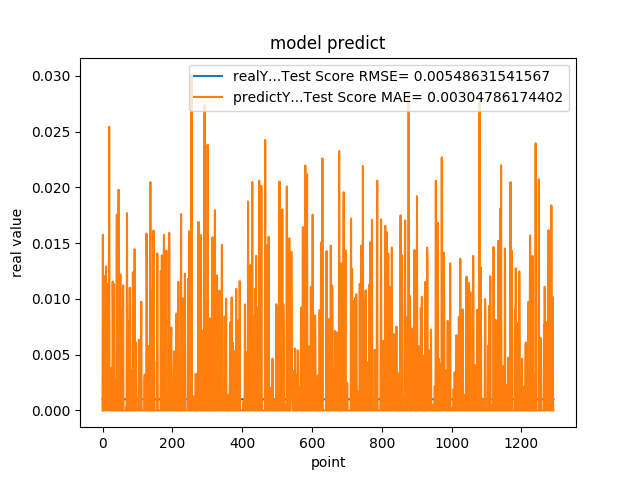 model predict
realY...Test Score RMSE= 0.00548631541567
predictY...Test Score MAE= 0.00304786174402
0.030
0.025
0.020
0.015
0.010
0.005
0.000
real value
0 200 400 600 800 1000 1200
point